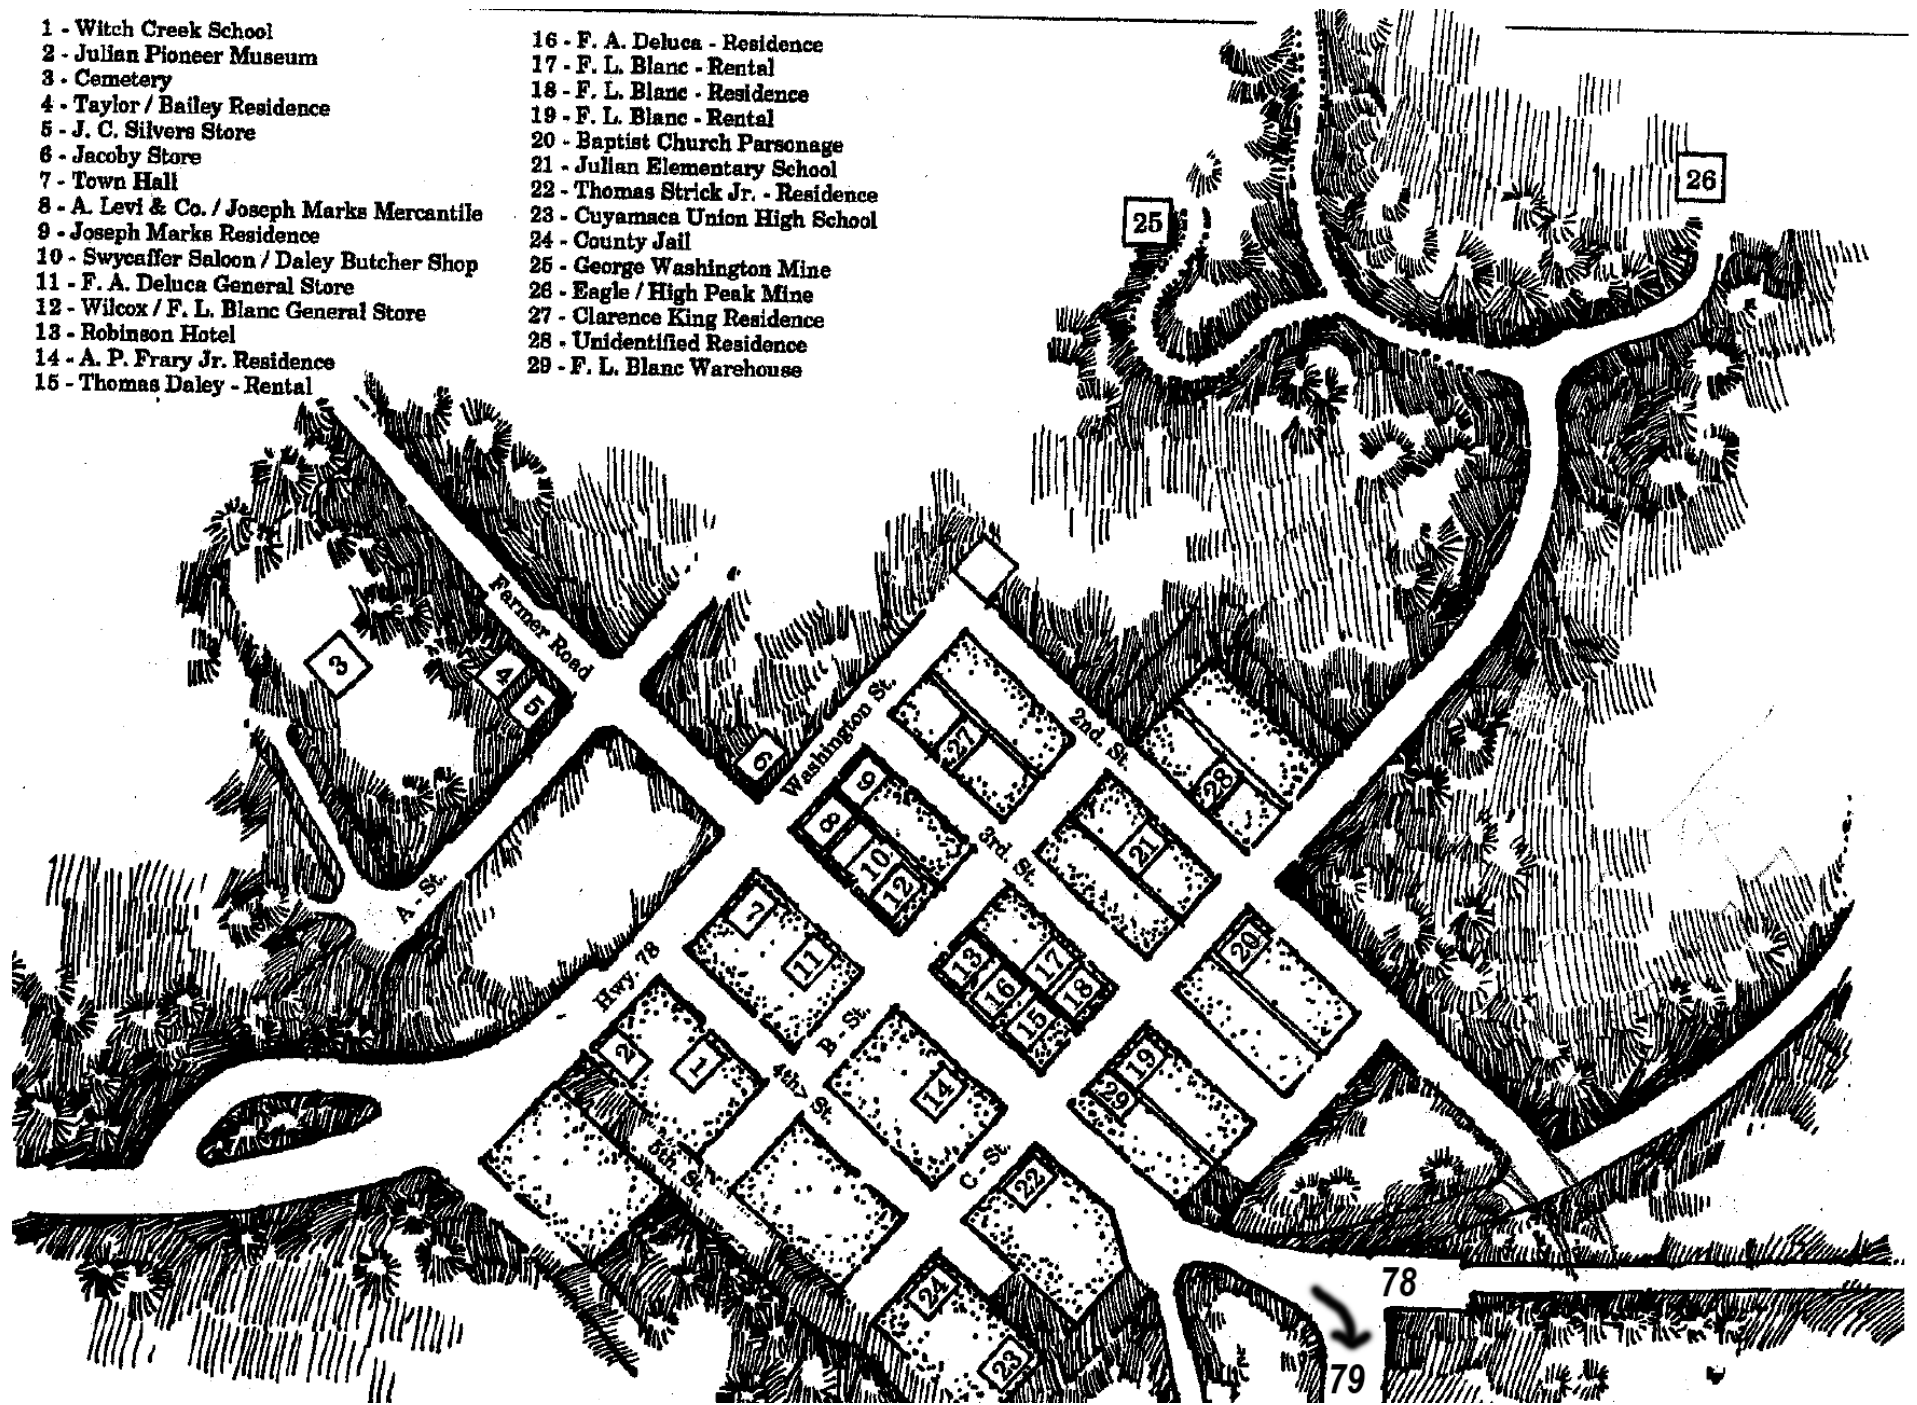 1 - Witch Creek School
2 - Julian Pioneer Museum
3 - Cemetery
4 - Taylor / Bailey Residence
5 - J. C. Silvers Store
6 - Jacoby Store
7 - Town Hall
8 - A. Levi & Co. / Joseph Marks Mercantile
9 - Joseph Marks Residence
10 - Swycaffer Saloon / Daley Butcher Shop
11 - F. A. Deluca General Store
12 - Wilcox / F. L. Blanc General Store
13 - Robinson Hotel
14 - A. P. Frary Jr. Residence
15 - Thomas Daley - Rental
16 - F. A. Deluca - Residence
17 - F. L. Blanc - Rental
18 - F. L. Blanc - Residence
19 - F. L. Blanc - Rental
20 - Baptist Church Parsonage
21 - Julian Elementary School
22 - Thomas Strick Jr. - Residence
23 - Cuyamaca Union High School
24 - County Jail
25 - George Washington Mine
26 - Eagle / High Peak Mine
27 - Clarence King Residence
28 - Unidentified Residence
29 - F. L. Blanc Warehouse
26
25
Farmer Road
3
4
5
6
Washington St.
2nd. St.
27
28
9
8
10
12
3rd. St.
21
A - St.
7
11
Hwy. 78
20
13
16
15
17
18
B - St.
2
1
4th> St.
14
19
29
5th. St.
C - St.
22
24
23
78
79